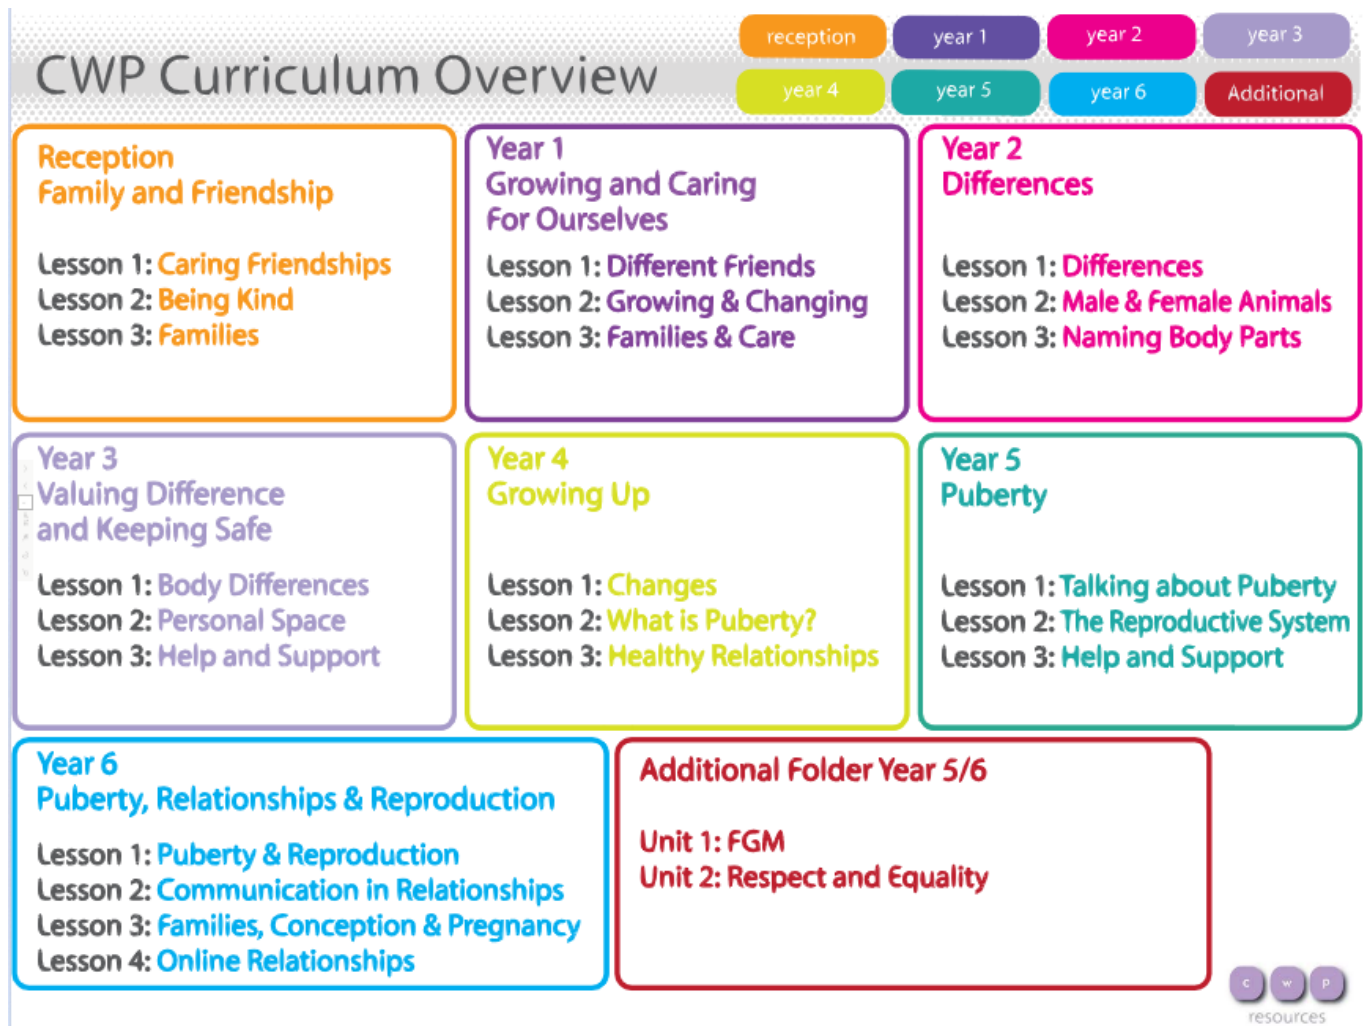 CWP Curriculum Overview
reception
year 1
year 2
year 3
year 4
year 5
year 6
Additional
Reception
Family and Friendship
Lesson 1: Caring Friendships
Lesson 2: Being Kind
Lesson 3: Families
Year 1
Growing and Caring
For Ourselves
Lesson 1: Different Friends
Lesson 2: Growing & Changing
Lesson 3: Families & Care
Year 2
Differences
Lesson 1: Differences
Lesson 2: Male & Female Animals
Lesson 3: Naming Body Parts
Year 3
Valuing Difference
and Keeping Safe
Lesson 1: Body Differences
Lesson 2: Personal Space
Lesson 3: Help and Support
Year 4
Growing Up
Lesson 1: Changes
Lesson 2: What is Puberty?
Lesson 3: Healthy Relationships
Year 5
Puberty
Lesson 1: Talking about Puberty
Lesson 2: The Reproductive System
Lesson 3: Help and Support
Year 6
Puberty, Relationships & Reproduction
Lesson 1: Puberty & Reproduction
Lesson 2: Communication in Relationships
Lesson 3: Families, Conception & Pregnancy
Lesson 4: Online Relationships
Additional Folder Year 5/6
Unit 1: FGM
Unit 2: Respect and Equality
c w p
resources